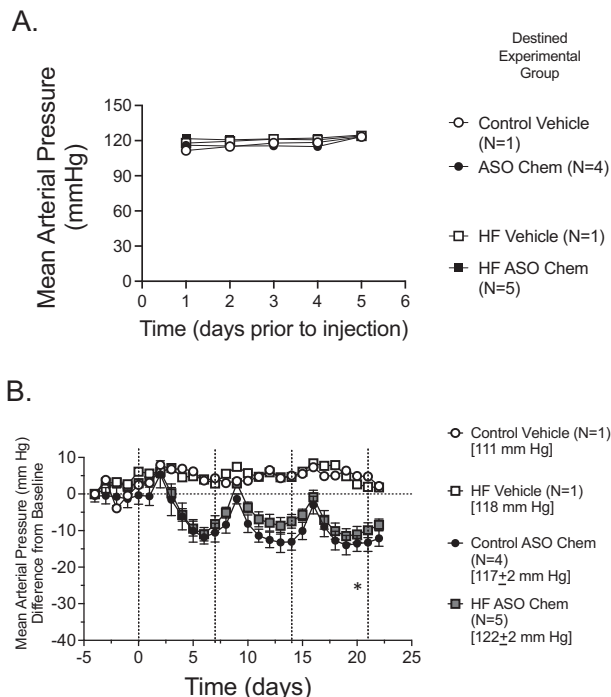 A.
Destined
Experimental
Group
Mean Arterial Pressure
(mmHg)
150
120
90
60
30
0
0 1 2 3 4 5 6
Time (days prior to injection)
Control Vehicle
(N=1)
ASO Chem (N=4)
HF Vehicle (N=1)
HF ASO Chem
(N=5)
B.
Mean Arterial Pressure (mm Hg)
Difference from Baseline
10
0
-10
-20
-30
-40
*
-5 0 5 10 15 20 25
Time (days)
Control Vehicle (N=1)
[111 mm Hg]
HF Vehicle (N=1)
[118 mm Hg]
Control ASO Chem
(N=4)
[117±2 mm Hg]
HF ASO Chem
(N=5)
[122±2 mm Hg]